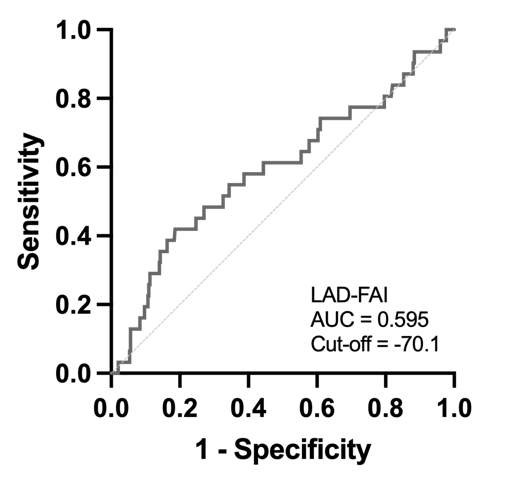 1.0
0.8
0.6
0.4
0.2
0.0
Sensitivity
LAD-FAI
AUC = 0.595
Cut-off = -70.1
0.0 0.2 0.4 0.6 0.8 1.0
1 - Specificity